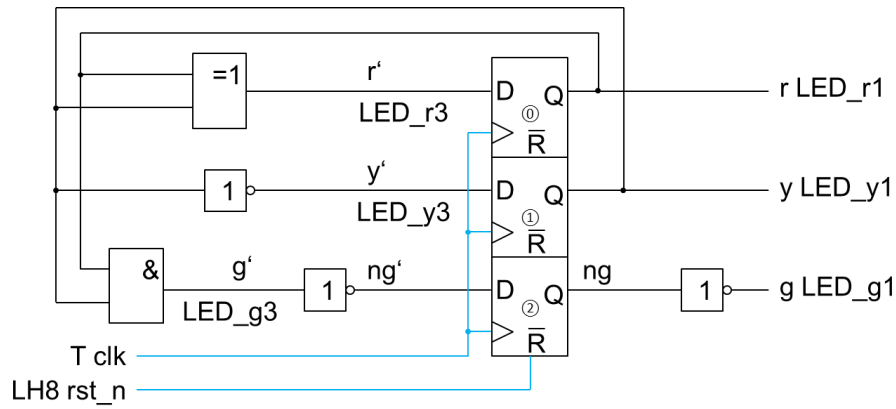 =1
r‘
LED_r3
D
Q
⓪
R
r LED_r1
1
y‘
LED_y3
D
Q
①
R
y LED_y1
&
g‘
LED_g3
1
ng‘
D
Q
②
R
ng
1
g LED_g1
T clk
LH8 rst_n